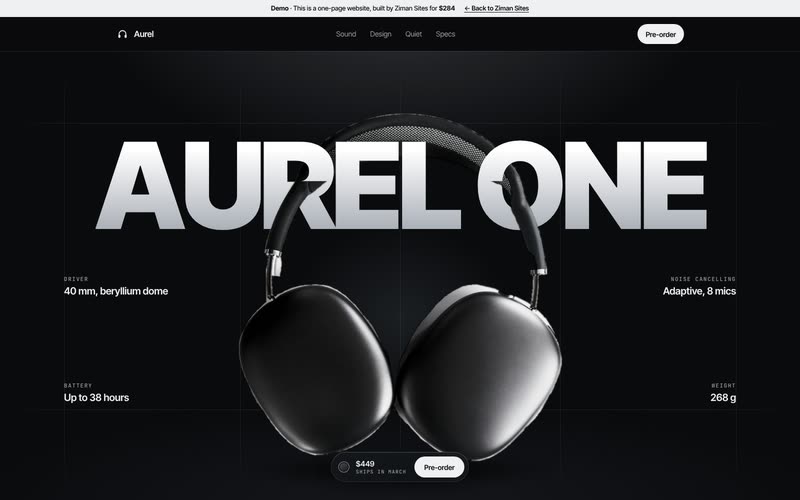 Demo · This is a one-page website, built by Ziman Sites for $284 ← Back to Ziman Sites
Aurel Sound Design Quiet Specs Pre-order
AUREL ONE
DRIVER
40 mm, beryllium dome
NOISE CANCELLING
Adaptive, 8 mics
BATTERY
Up to 38 hours
WEIGHT
268 g
$449
SHIPS IN MARCH
Pre-order